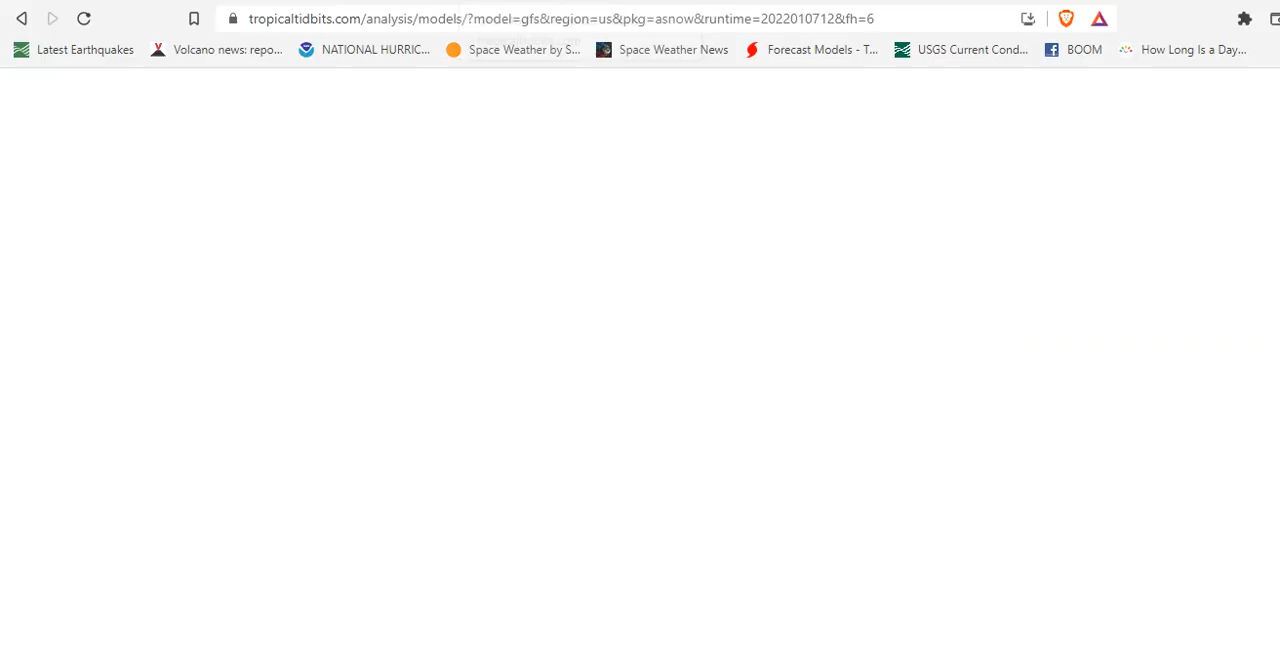 tropicaltidbits.com/analysis/models/?model=gfs&region=us&pkg=asnow&runtime=2022010712&fh=6
Latest Earthquakes Volcano news: repo... NATIONAL HURRIC... Space Weather by S... Space Weather News Forecast Models - T... USGS Current Cond... BOOM How Long Is a Day...